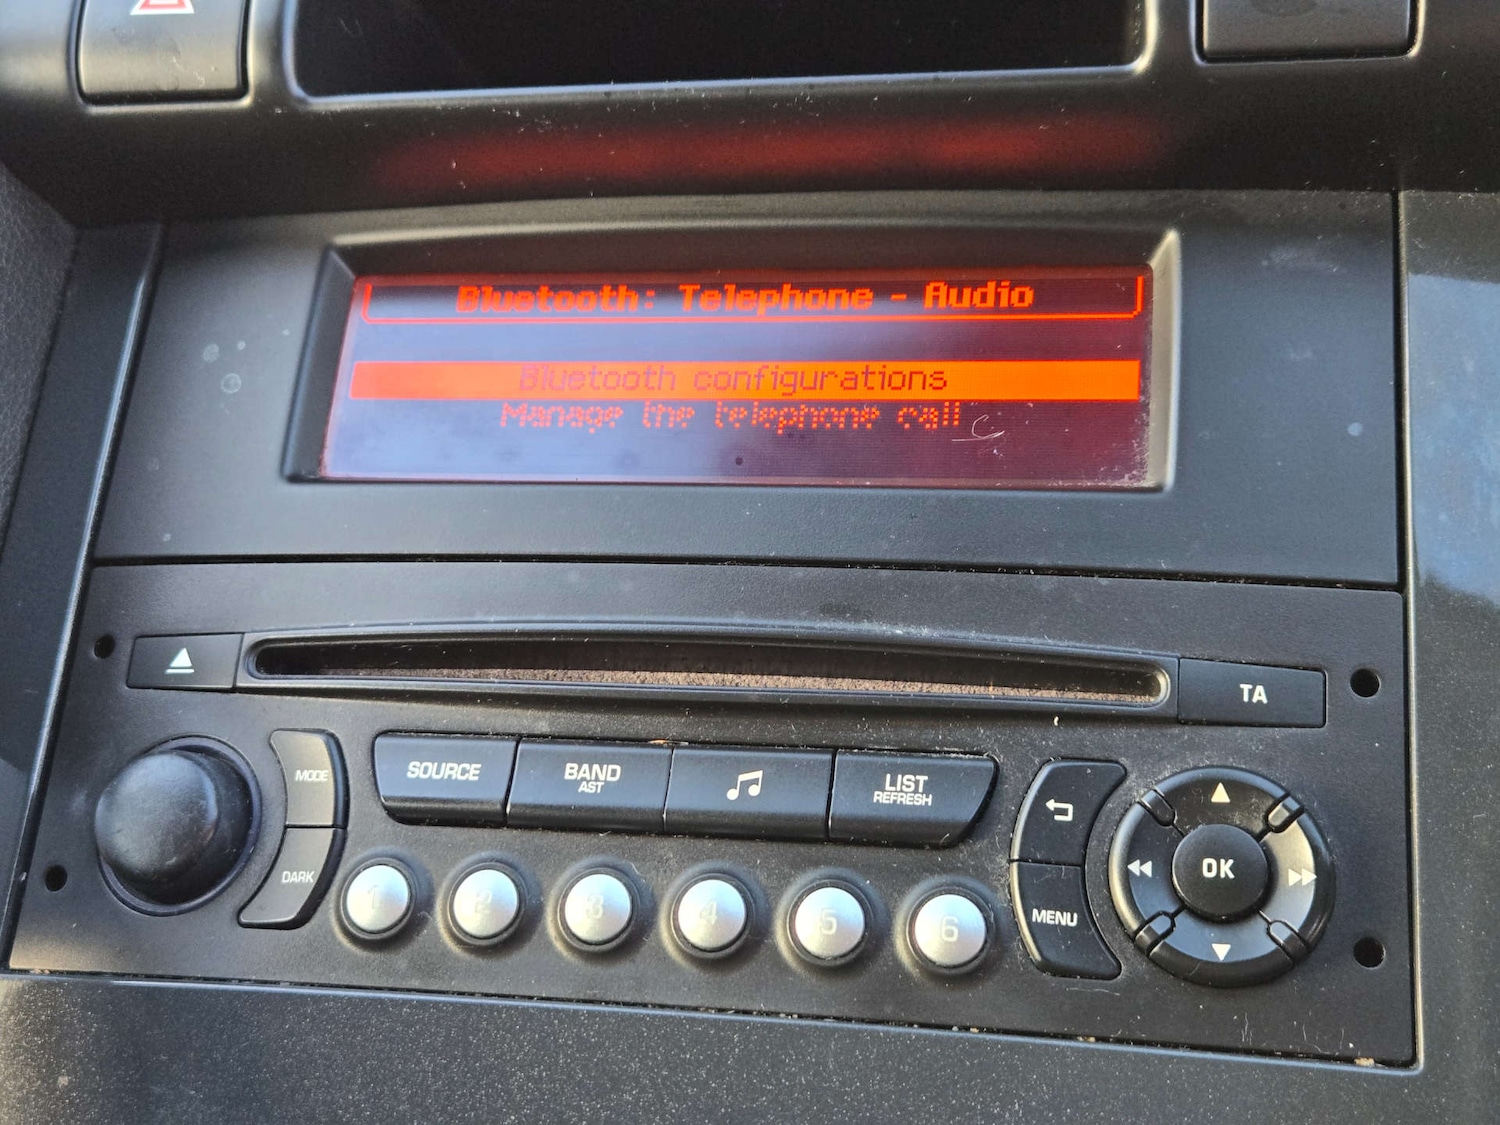 Bluetooth: Telephone - Audio
Bluetooth configurations
Manage the telephone call
TA
MODE
SOURCE
BAND
AST
LIST
REFRESH
DARK
1
2
3
4
5
6
MENU
OK